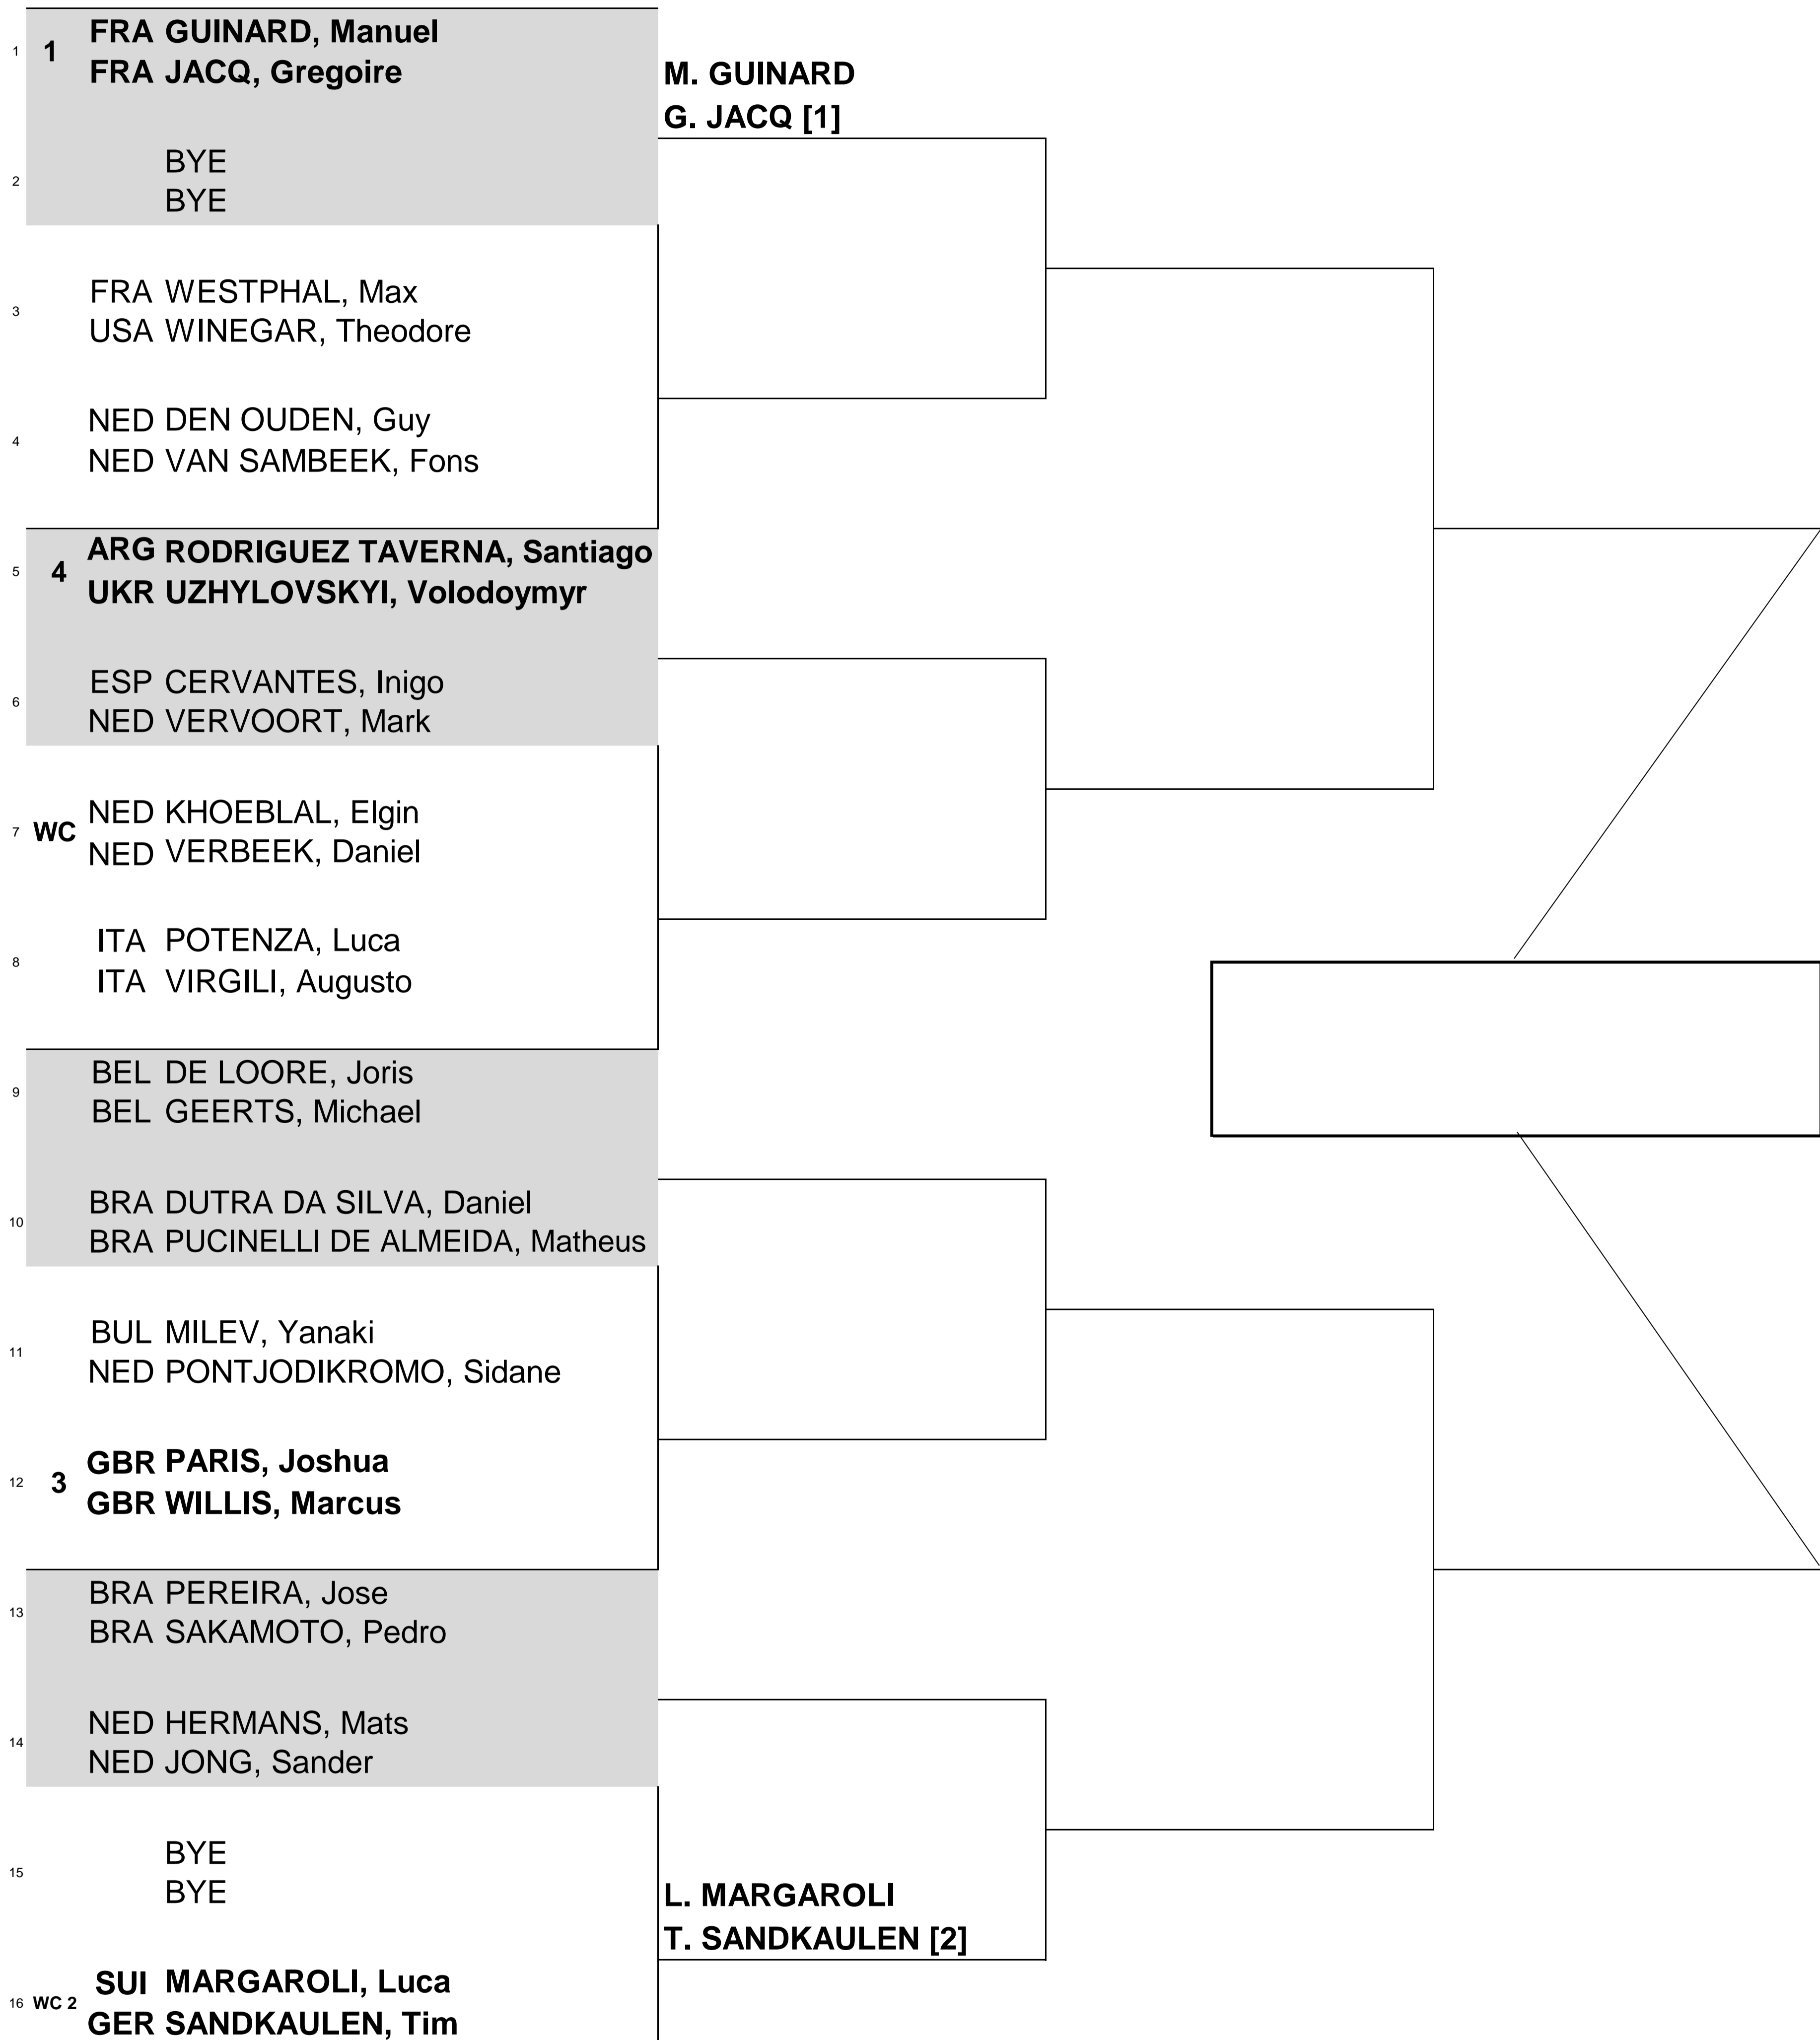 1 1 FRA GUINARD, Manuel
FRA JACQ, Gregoire
M. GUINARD
G. JACQ [1]
2 BYE
BYE
3 FRA WESTPHAL, Max
USA WINEGAR, Theodore
4 NED DEN OUDEN, Guy
NED VAN SAMBEEK, Fons
5 4 ARG RODRIGUEZ TAVERNA, Santiago
UKR UZHYLOVSKYI, Volodoymyr
6 ESP CERVANTES, Inigo
NED VERVOORT, Mark
7 WC NED KHOEBLAL, Elgin
NED VERBEEK, Daniel
8 ITA POTENZA, Luca
ITA VIRGILI, Augusto
9 BEL DE LOORE, Joris
BEL GEERTS, Michael
10 BRA DUTRA DA SILVA, Daniel
BRA PUCINELLI DE ALMEIDA, Matheus
11 BUL MILEV, Yanaki
NED PONTJODIKROMO, Sidane
12 3 GBR PARIS, Joshua
GBR WILLIS, Marcus
13 BRA PEREIRA, Jose
BRA SAKAMOTO, Pedro
14 NED HERMANS, Mats
NED JONG, Sander
15 BYE
BYE
L. MARGAROLI
T. SANDKAULEN [2]
16 WC 2 SUI MARGAROLI, Luca
GER SANDKAULEN, Tim